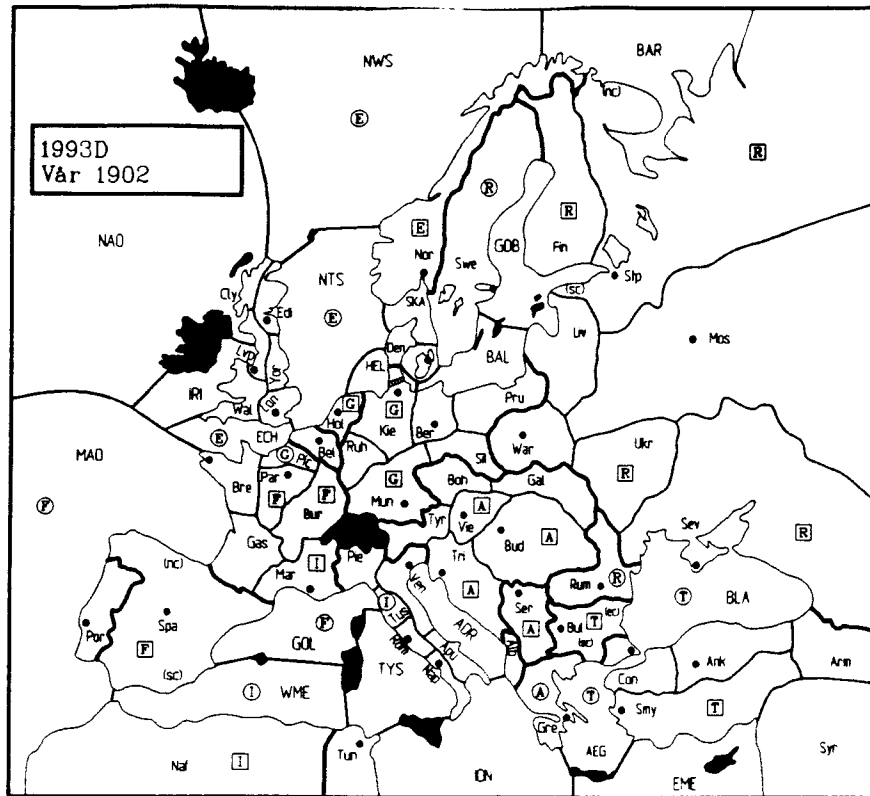 NWS
BAR
(nc)
E
1993D
Vår 1902
R
R
NAO
E
R
GOB
Fin
Nor
Swe
NTS
Stp
(sc)
Cly
SKA
Edi
E
Lvn
Mos
Den
BAL
Lvp
HEL
Yor
IRI
Pru
Wal
Lon
Hol
G
G
Kie
Ber
War
Ukr
E
ECH
Bel
Ruh
MAO
G
Pic
Sil
R
Bre
Par
F
F
Bur
G
Mun
Boh
Gal
F
Tyr
Vie
A
Bud
A
Sev
R
Gas
I
Pie
Tri
(nc)
Mar
Ven
Rum
R
T
BLA
I
Tus
A
Ser
Bul
T
(ec)
Por
Spa
F
GOL
F
ADR
A
(sc)
Rom
Apu
Alb
Ank
Arm
Nap
Con
(sc)
TYS
I
WME
A
T
Smy
T
Gre
Tun
Naf
I
AEG
Syr
ION
EME